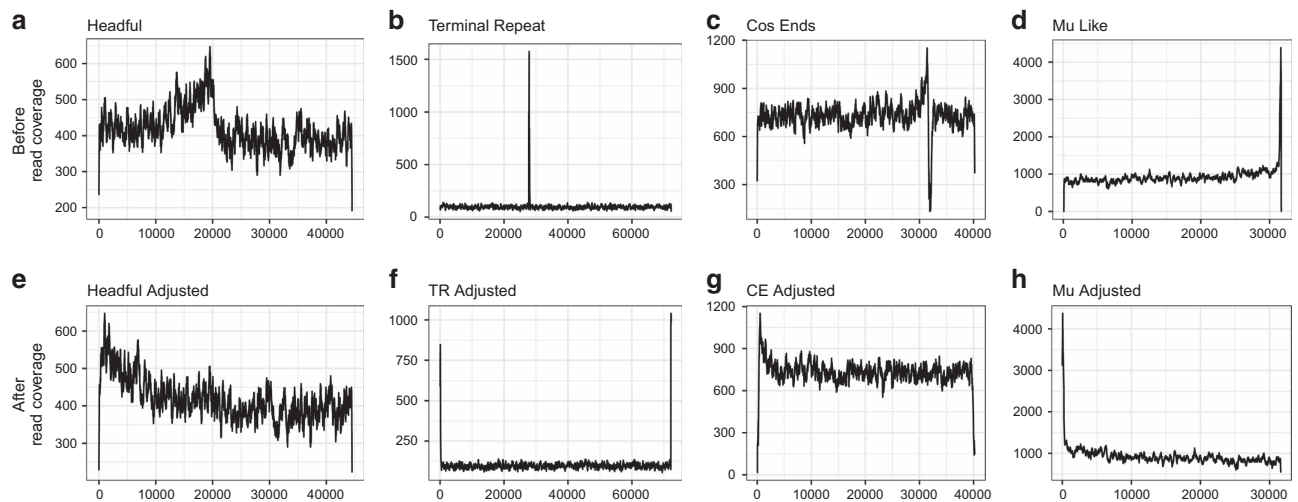 a
Headful
b
Terminal Repeat
c
Cos Ends
d
Mu Like
Before
read coverage
600
500
400
300
200
0 10000 20000 30000 40000
1500
1000
500
0
0 20000 40000 60000
1200
900
600
300
0 10000 20000 30000 40000
4000
3000
2000
1000
0
0 10000 20000 30000
e
Headful Adjusted
f
TR Adjusted
g
CE Adjusted
h
Mu Adjusted
After
read coverage
600
500
400
300
0 10000 20000 30000 40000
1000
750
500
250
0 20000 40000 60000
1200
900
600
300
0
0 10000 20000 30000 40000
4000
3000
2000
1000
0 10000 20000 30000